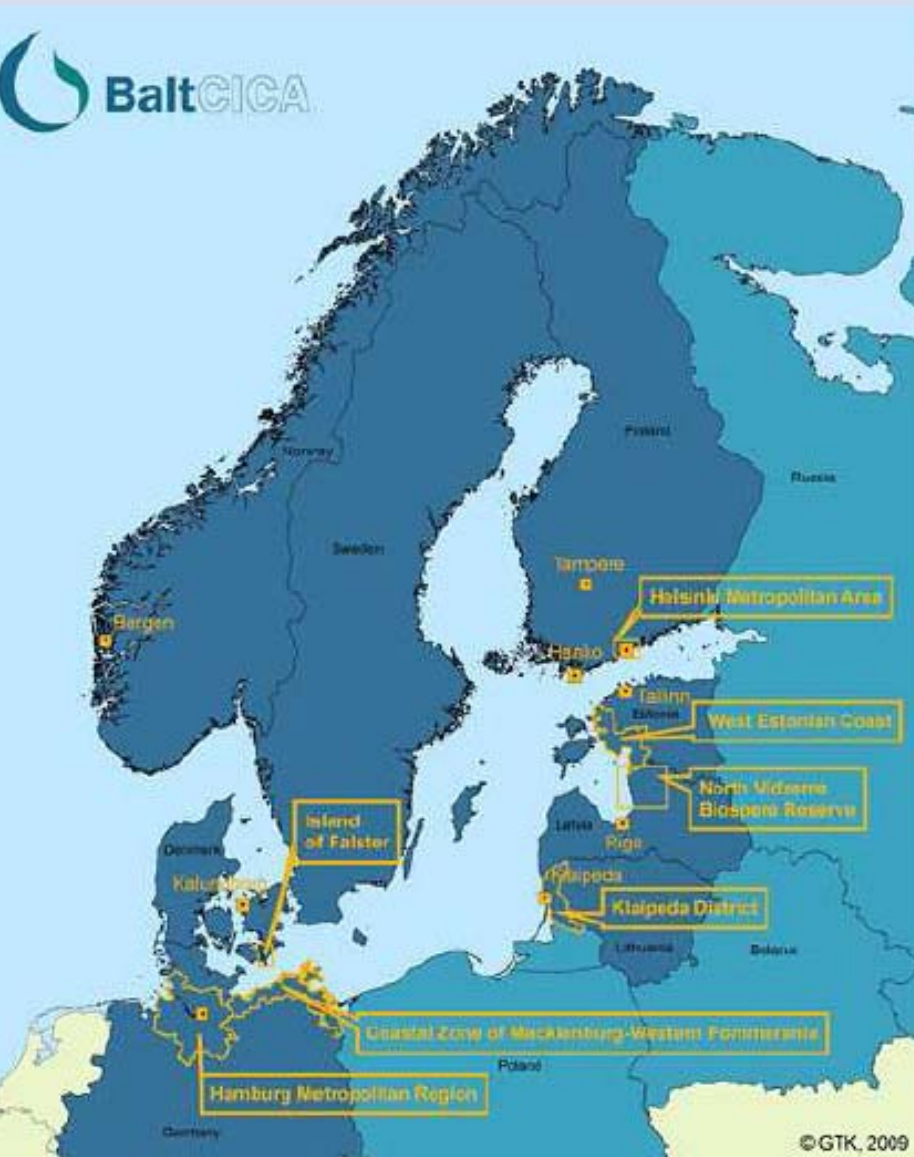 BaltCICA
Norway
Finland
Russia
Sweden
Tampere
Helsinki Metropolitan Area
Bergen
Hanko
Tallinn
Estonia
West Estonian Coast
North Vidzeme
Biospere Reserve
Island
of Falster
Latvia
Riga
Denmark
Kalundborg
Klaipeda
Klaipeda District
Lithuania
Belarus
Coastal Zone of Mecklenburg-Western Pommerania
Poland
Hamburg Metropolitan Region
Germany
©GTK, 2009